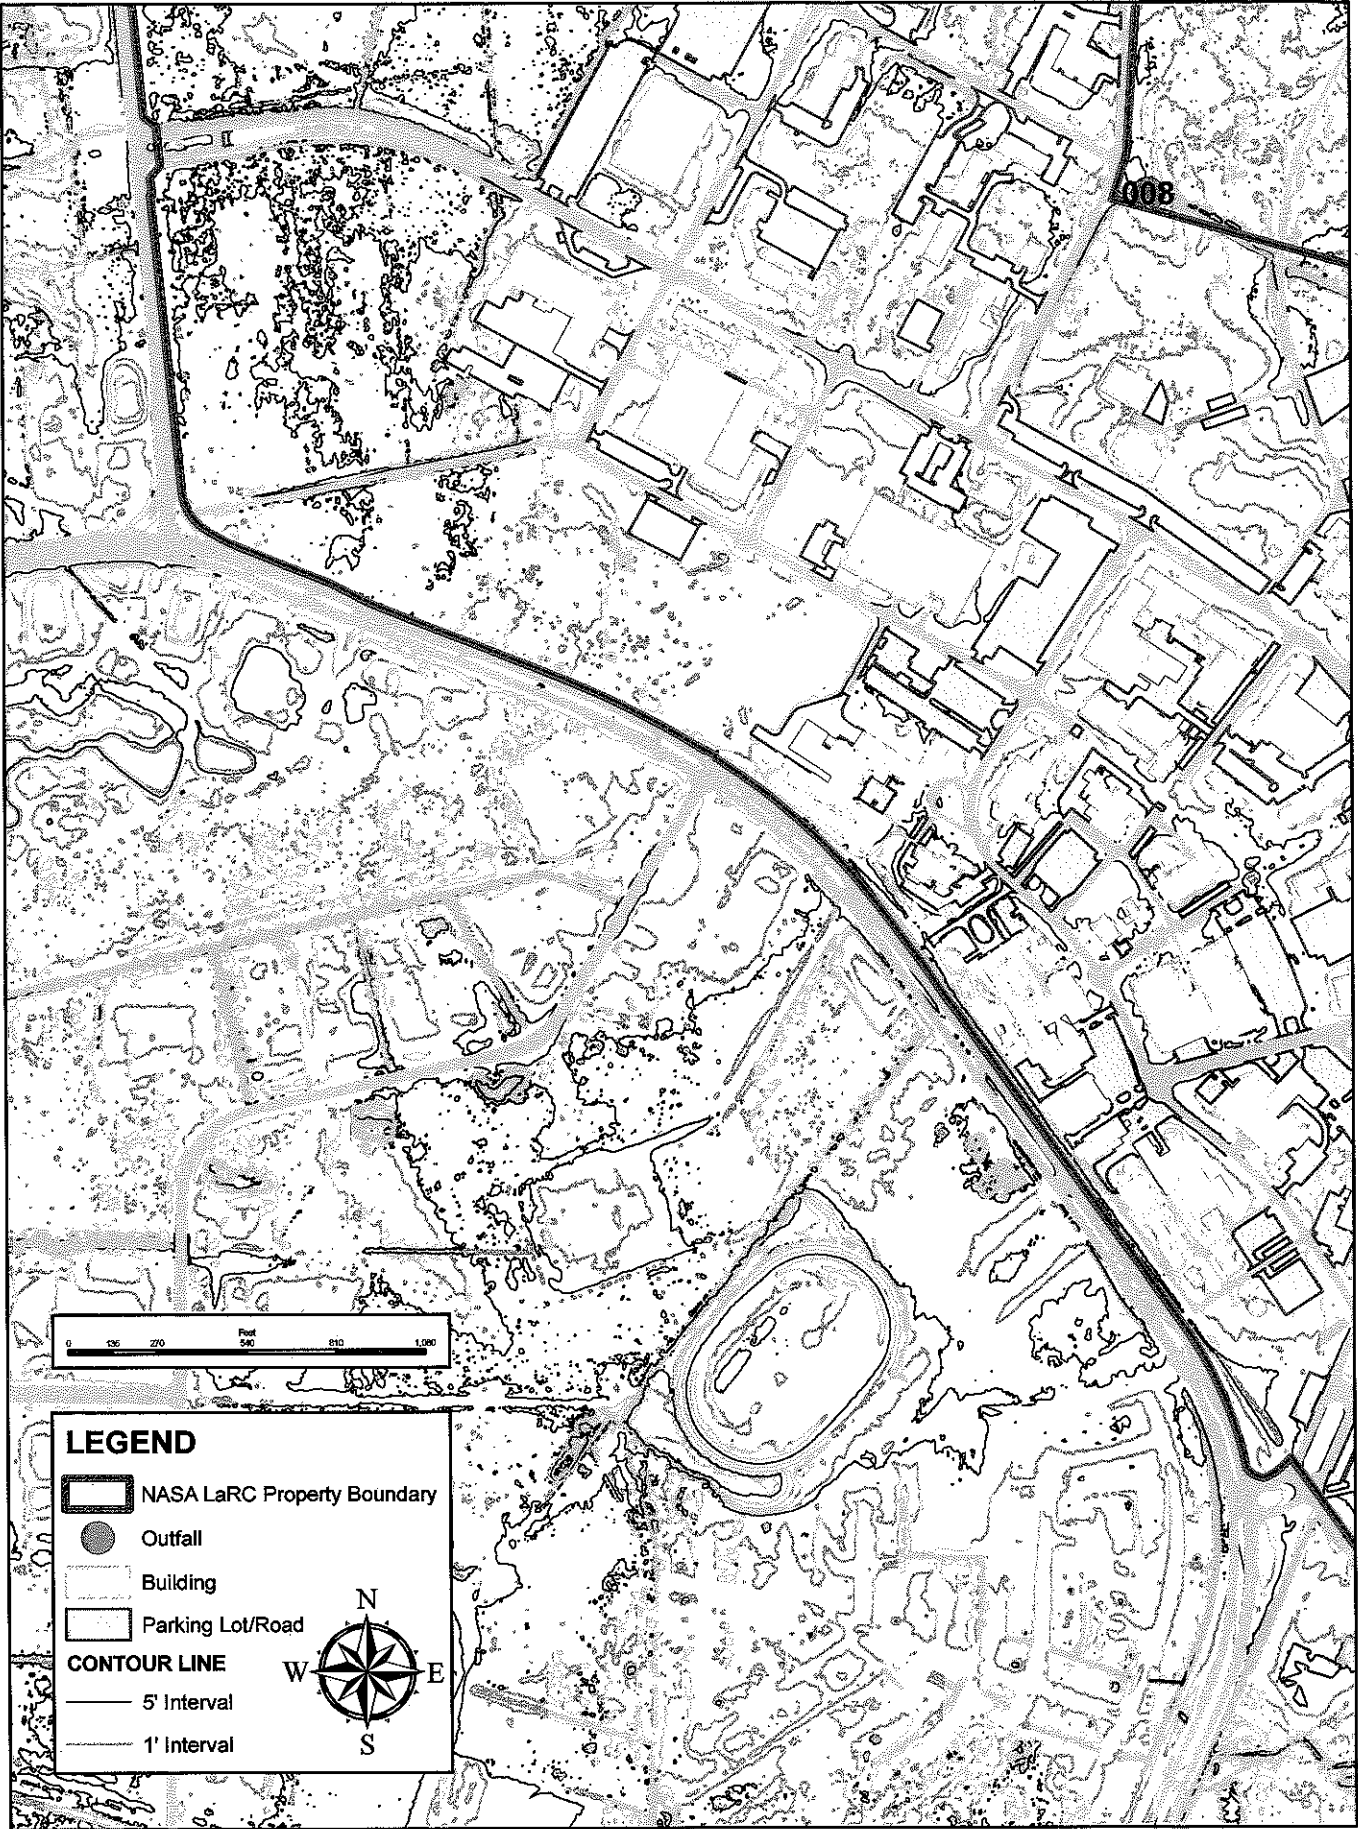 008
Feet
0 135 270 540 810 1,080
LEGEND
NASA LaRC Property Boundary
Outfall
Building
Parking Lot/Road
CONTOUR LINE
5' Interval
1' Interval
N
W E
S